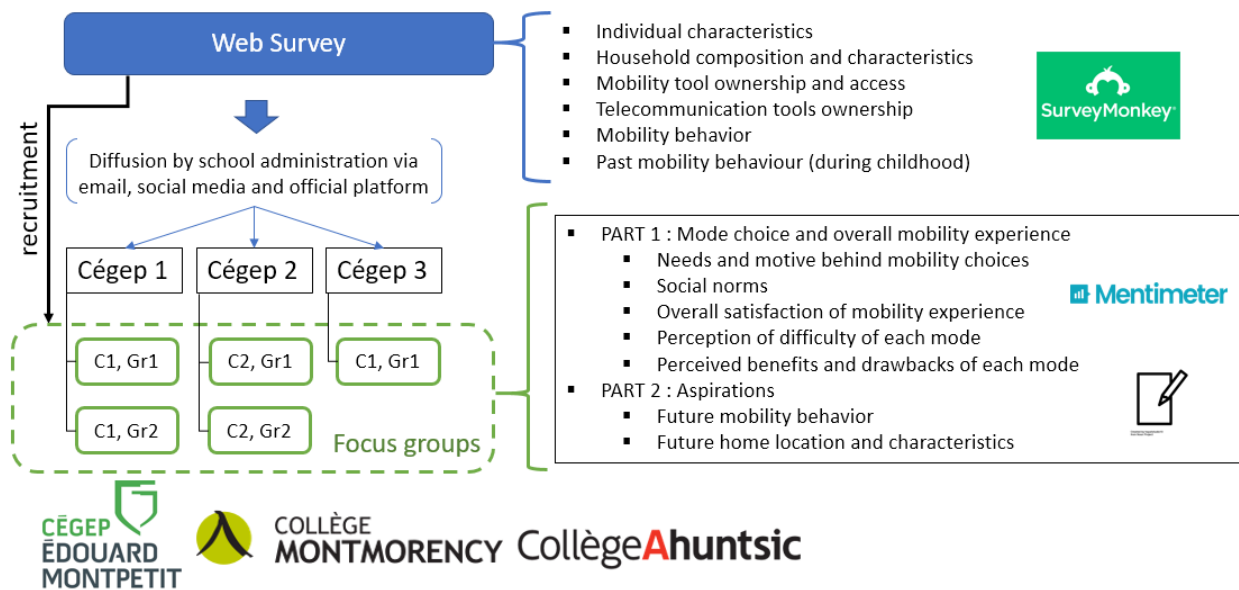 Web Survey
Individual characteristics
Household composition and characteristics
Mobility tool ownership and access
Telecommunication tools ownership
Mobility behavior
Past mobility behaviour (during childhood)
SurveyMonkey
recruitment
Diffusion by school administration via
email, social media and official platform
Cégep 1
Cégep 2
Cégep 3
C1, Gr1
C2, Gr1
C1, Gr1
C1, Gr2
C2, Gr2
Focus groups
PART 1 : Mode choice and overall mobility experience
Needs and motive behind mobility choices
Social norms
Overall satisfaction of mobility experience
Perception of difficulty of each mode
Perceived benefits and drawbacks of each mode
PART 2 : Aspirations
Future mobility behavior
Future home location and characteristics
Mentimeter
CÉGEP
ÉDOUARD
MONTPETIT
COLLÈGE
MONTMORENCY
CollègeAhuntsic